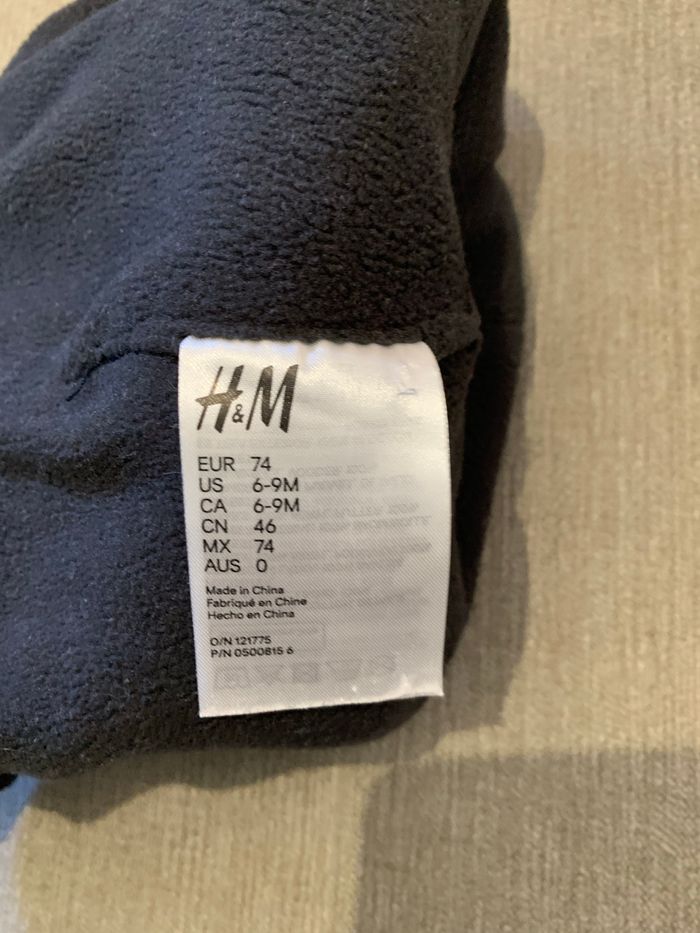 H&M
EUR 74
US 6-9M
CA 6-9M
CN 46
MX 74
AUS 0
Made in China
Fabriqué en Chine
Hecho en China
O/N 121775
P/N 0500815 6